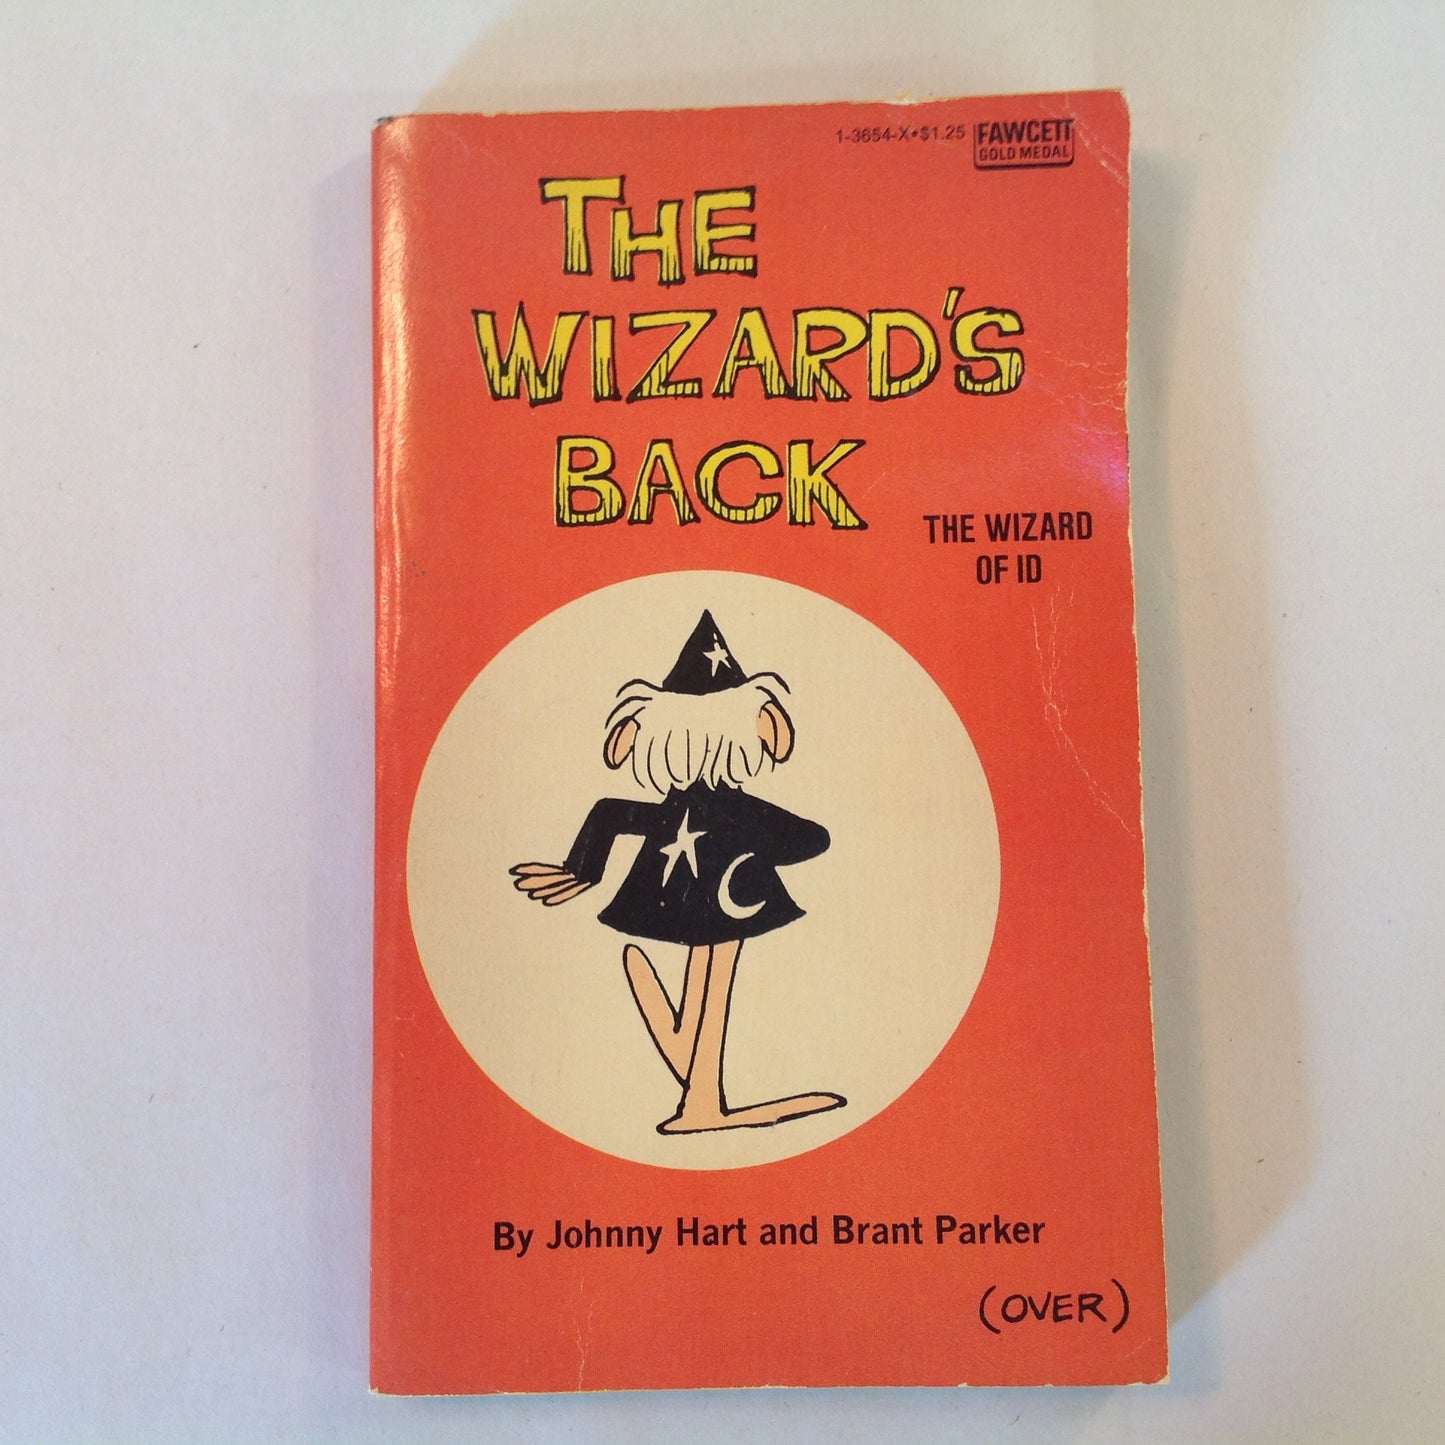 1-3654-X•$1.25 FAWCETT
GOLD MEDAL
THE
WIZARD'S
BACK
THE WIZARD
OF ID
By Johnny Hart and Brant Parker
(OVER)